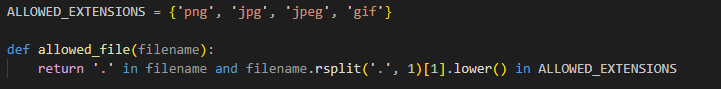 ALLOWED_EXTENSIONS = {'png', 'jpg', 'jpeg', 'gif'}
def allowed_file(filename):
    return '.' in filename and filename.rsplit('.', 1)[1].lower() in ALLOWED_EXTENSIONS